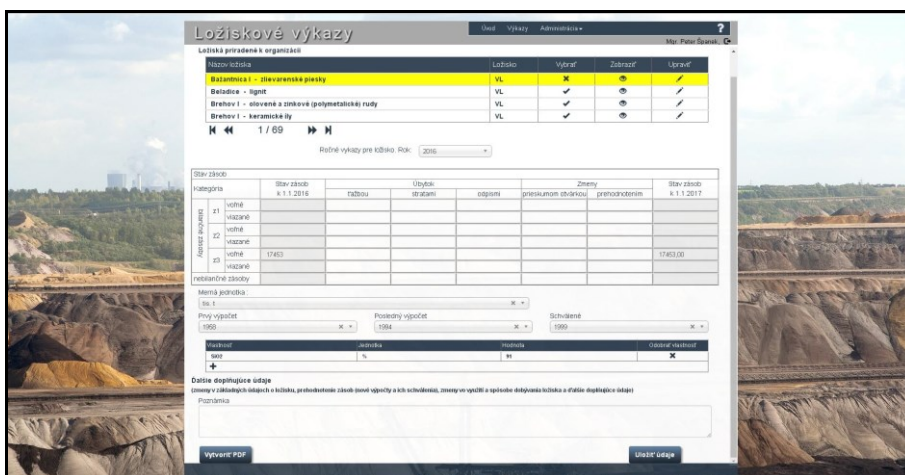 Ložiskové výkazy
Úvod Výkazy Administrácia
?
Mgr. Peter Španek,
Ložiská priradené k organizácii
Názov ložiska Ložisko Vybrať Zobraziť Upraviť
Bažantnica I - zlievarenské piesky VL
Beladice - lignit VL
Brehov I - olovené a zinkové (polymetalické) rudy VL
Brehov I - keramické íly VL
1 / 69
Ročné vykazy pre ložisko. Rok: 2016
Stav zásob
Kategória Stav zásob k 1.1.2016 Úbytok Zmeny Stav zásob k 1.1.2017
ťažbou stratami odpismi prieskumom otvárkou prehodnotením
bilančné zásoby
z1 voľné
viazané
z2 voľné
viazané
z3 voľné 17453 17453,00
viazané
nebilančné zásoby
Merná jednotka :
tis. t
Prvý výpočet Posledný výpočet Schválené
1958 1994 1999
Vlastnosť Jednotka Hodnota Odobrať vlastnosť
SiO2 % 91
Ďalšie doplňujúce údaje
(zmeny v základných údajoch o ložisku, prehodnotenie zásob (nové výpočty a ich schválenia), zmeny vo využití a spôsobe dobývania ložiska a ďalšie doplňujúce údaje)
Poznámka
Vytvoriť PDF Uložiť údaje